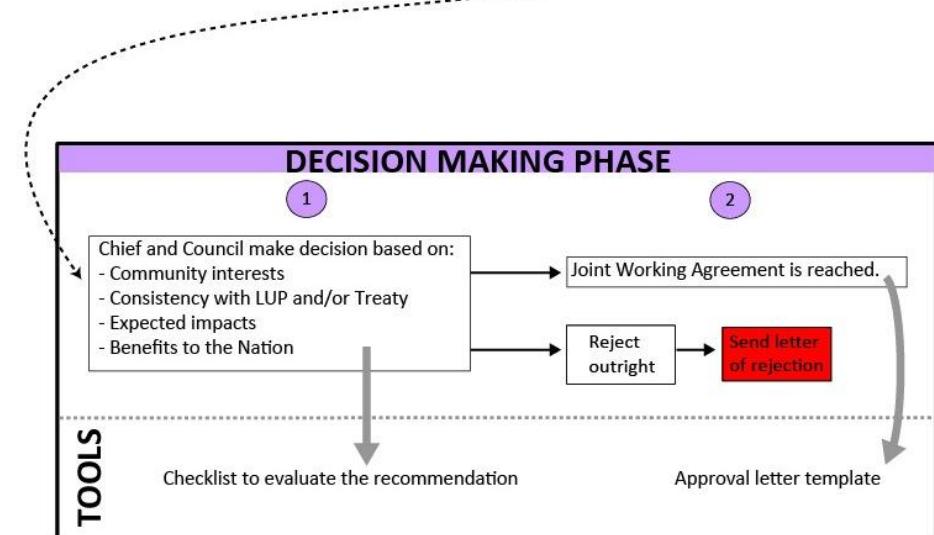 DECISION MAKING PHASE
1
2
Chief and Council make decision based on:
- Community interests
- Consistency with LUP and/or Treaty
- Expected impacts
- Benefits to the Nation
Joint Working Agreement is reached.
Reject
outright
Send letter
of rejection
TOOLS
Checklist to evaluate the recommendation
Approval letter template